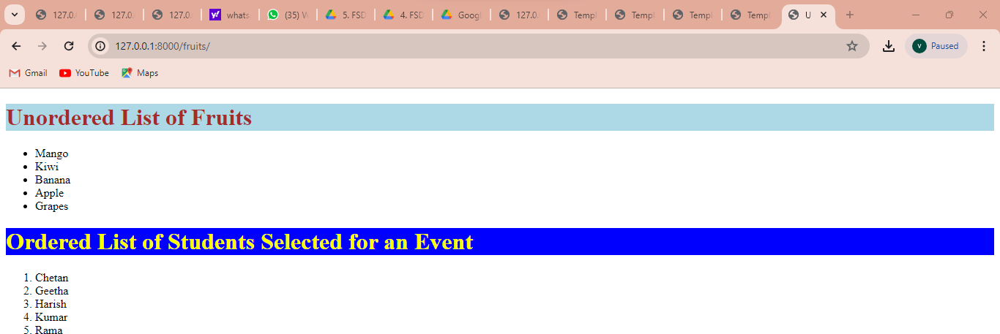 127.0. 127.0. 127.0. whats (35) W 5. FSD 4. FSD Googl 127.0. Templ Templ Templ Templ U
127.0.0.1:8000/fruits/ V Paused
Gmail YouTube Maps
Unordered List of Fruits
• Mango
• Kiwi
• Banana
• Apple
• Grapes
Ordered List of Students Selected for an Event
1. Chetan
2. Geetha
3. Harish
4. Kumar
5. Rama